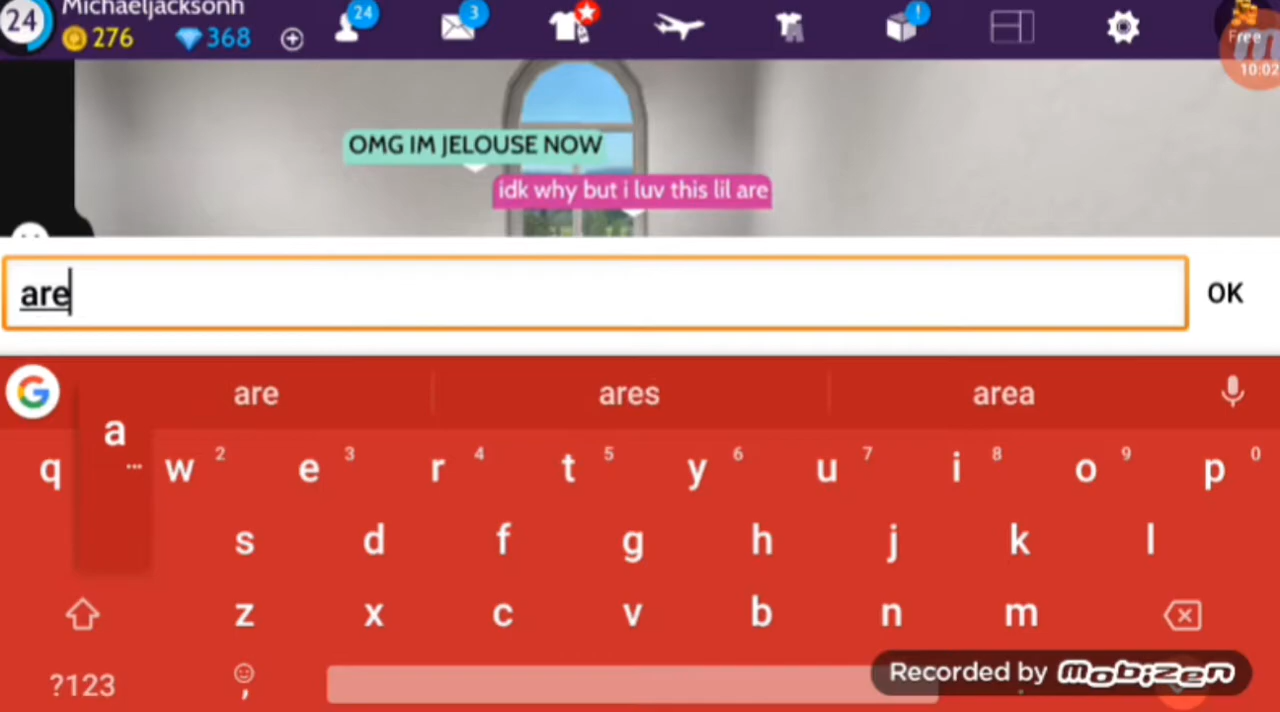 Michaeljacksonh
24
276
368
24
3
!
Free
10:02
OMG IM JELOUSE NOW
idk why but i luv this lil are
are
OK
are ares area
a
q w 2 e 3 r 4 t 5 y 6 u 7 i 8 o 9 p 0
s d f g h j k l
z x c v b n m
?123 ,
Recorded by mobizen